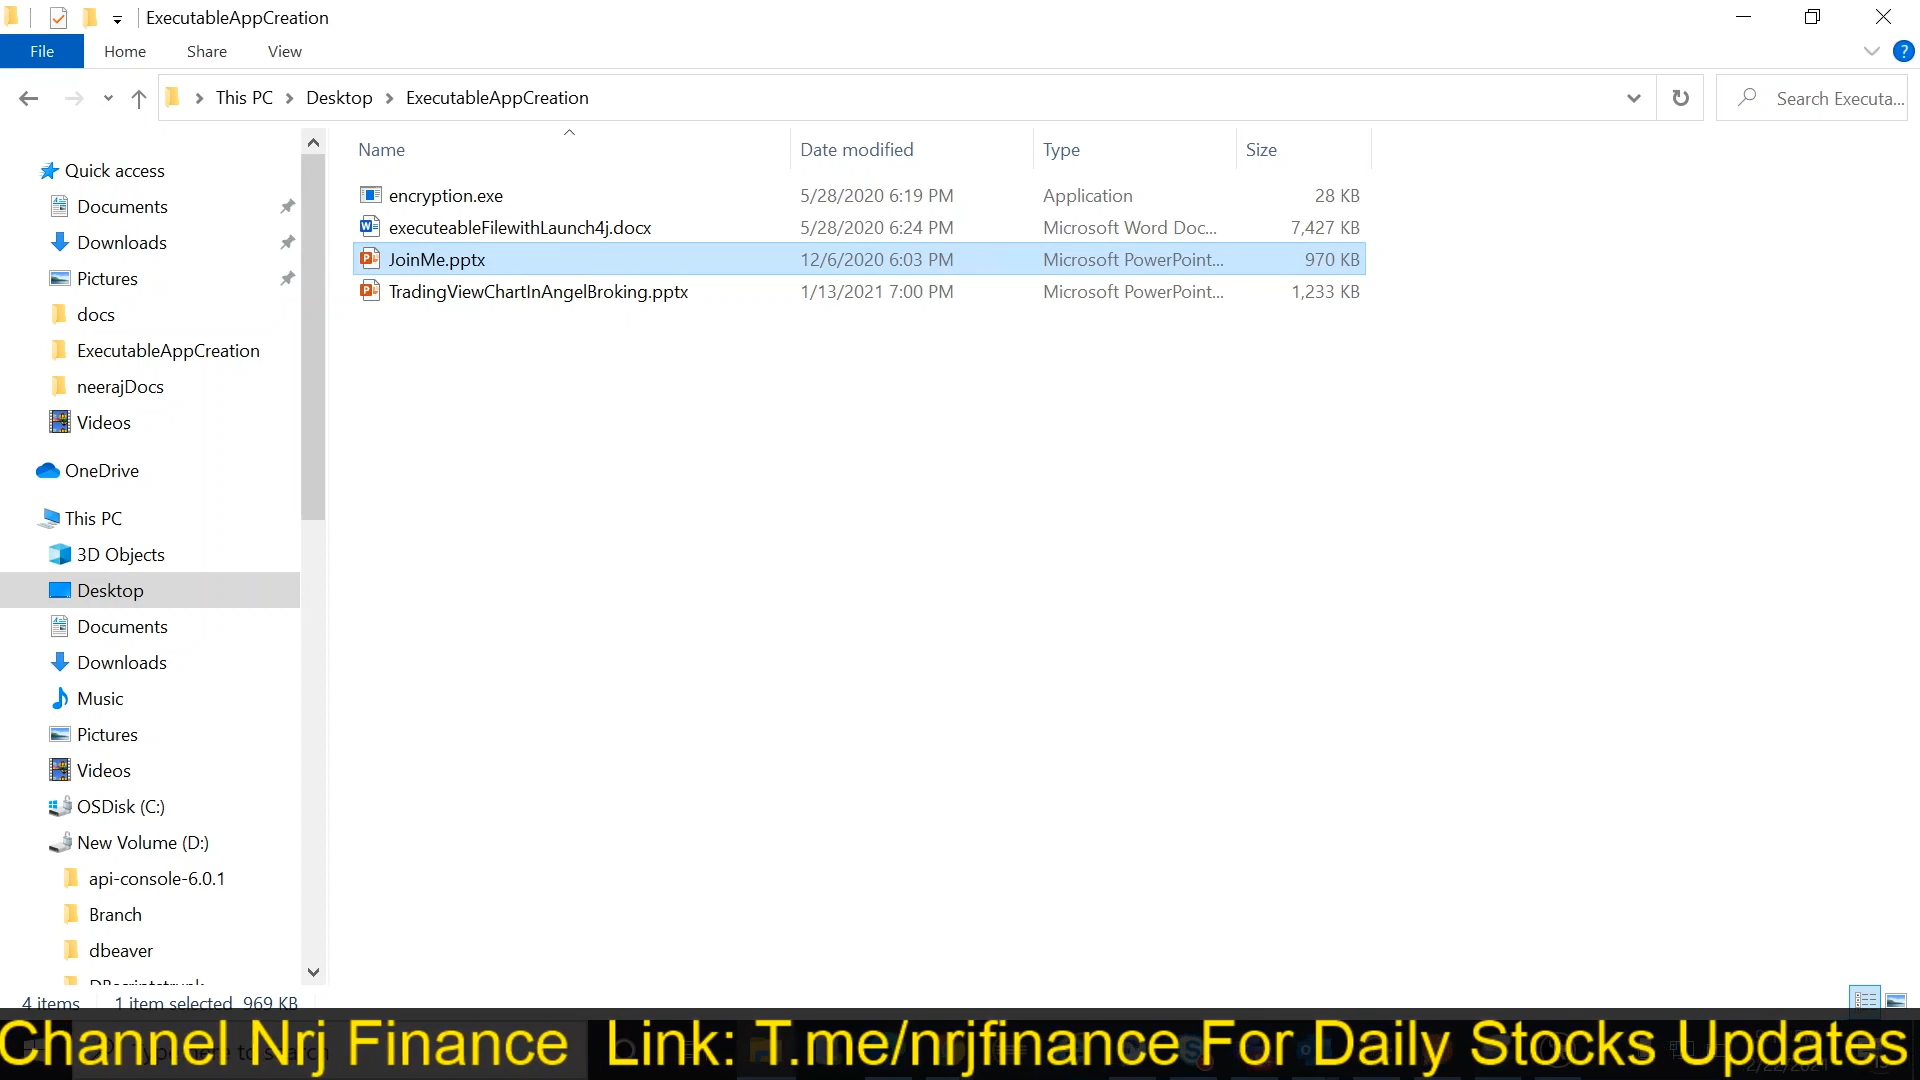 ExecutableAppCreation
File Home Share View
This PC Desktop ExecutableAppCreation
Search Executa...
Name Date modified Type Size
encryption.exe 5/28/2020 6:19 PM Application 28 KB
executeableFilewithLaunch4j.docx 5/28/2020 6:24 PM Microsoft Word Doc... 7,427 KB
JoinMe.pptx 12/6/2020 6:03 PM Microsoft PowerPoint... 970 KB
TradingViewChartInAngelBroking.pptx 1/13/2021 7:00 PM Microsoft PowerPoint... 1,233 KB
Quick access
Documents
Downloads
Pictures
docs
ExecutableAppCreation
neerajDocs
Videos
OneDrive
This PC
3D Objects
Desktop
Documents
Downloads
Music
Pictures
Videos
OSDisk (C:)
New Volume (D:)
api-console-6.0.1
Branch
dbeaver
4 items 1 item selected 969 KB
Channel Nrj Finance Link: T.me/nrjfinance For Daily Stocks Updates
Type here to search